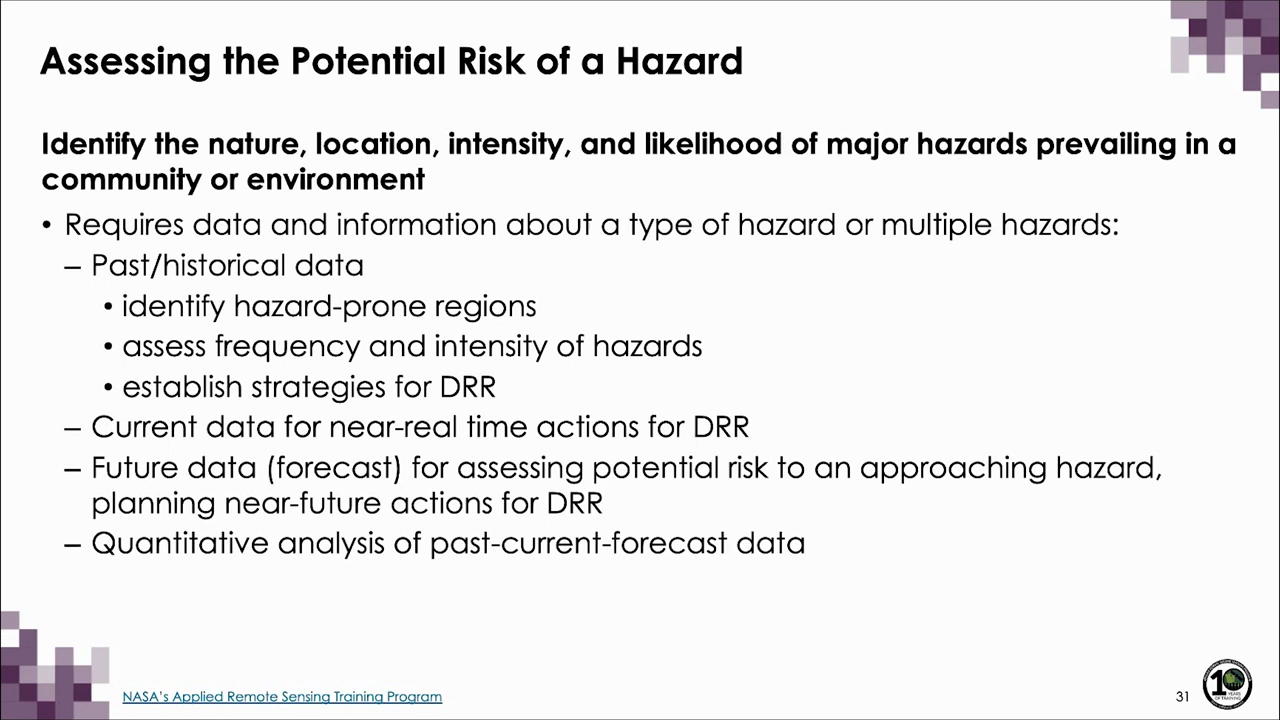 Assessing the Potential Risk of a Hazard
Identify the nature, location, intensity, and likelihood of major hazards prevailing in a
community or environment
• Requires data and information about a type of hazard or multiple hazards:
– Past/historical data
• identify hazard-prone regions
• assess frequency and intensity of hazards
• establish strategies for DRR
– Current data for near-real time actions for DRR
– Future data (forecast) for assessing potential risk to an approaching hazard,
planning near-future actions for DRR
– Quantitative analysis of past-current-forecast data
NASA's Applied Remote Sensing Training Program
31
10
YEARS
OF TRAINING